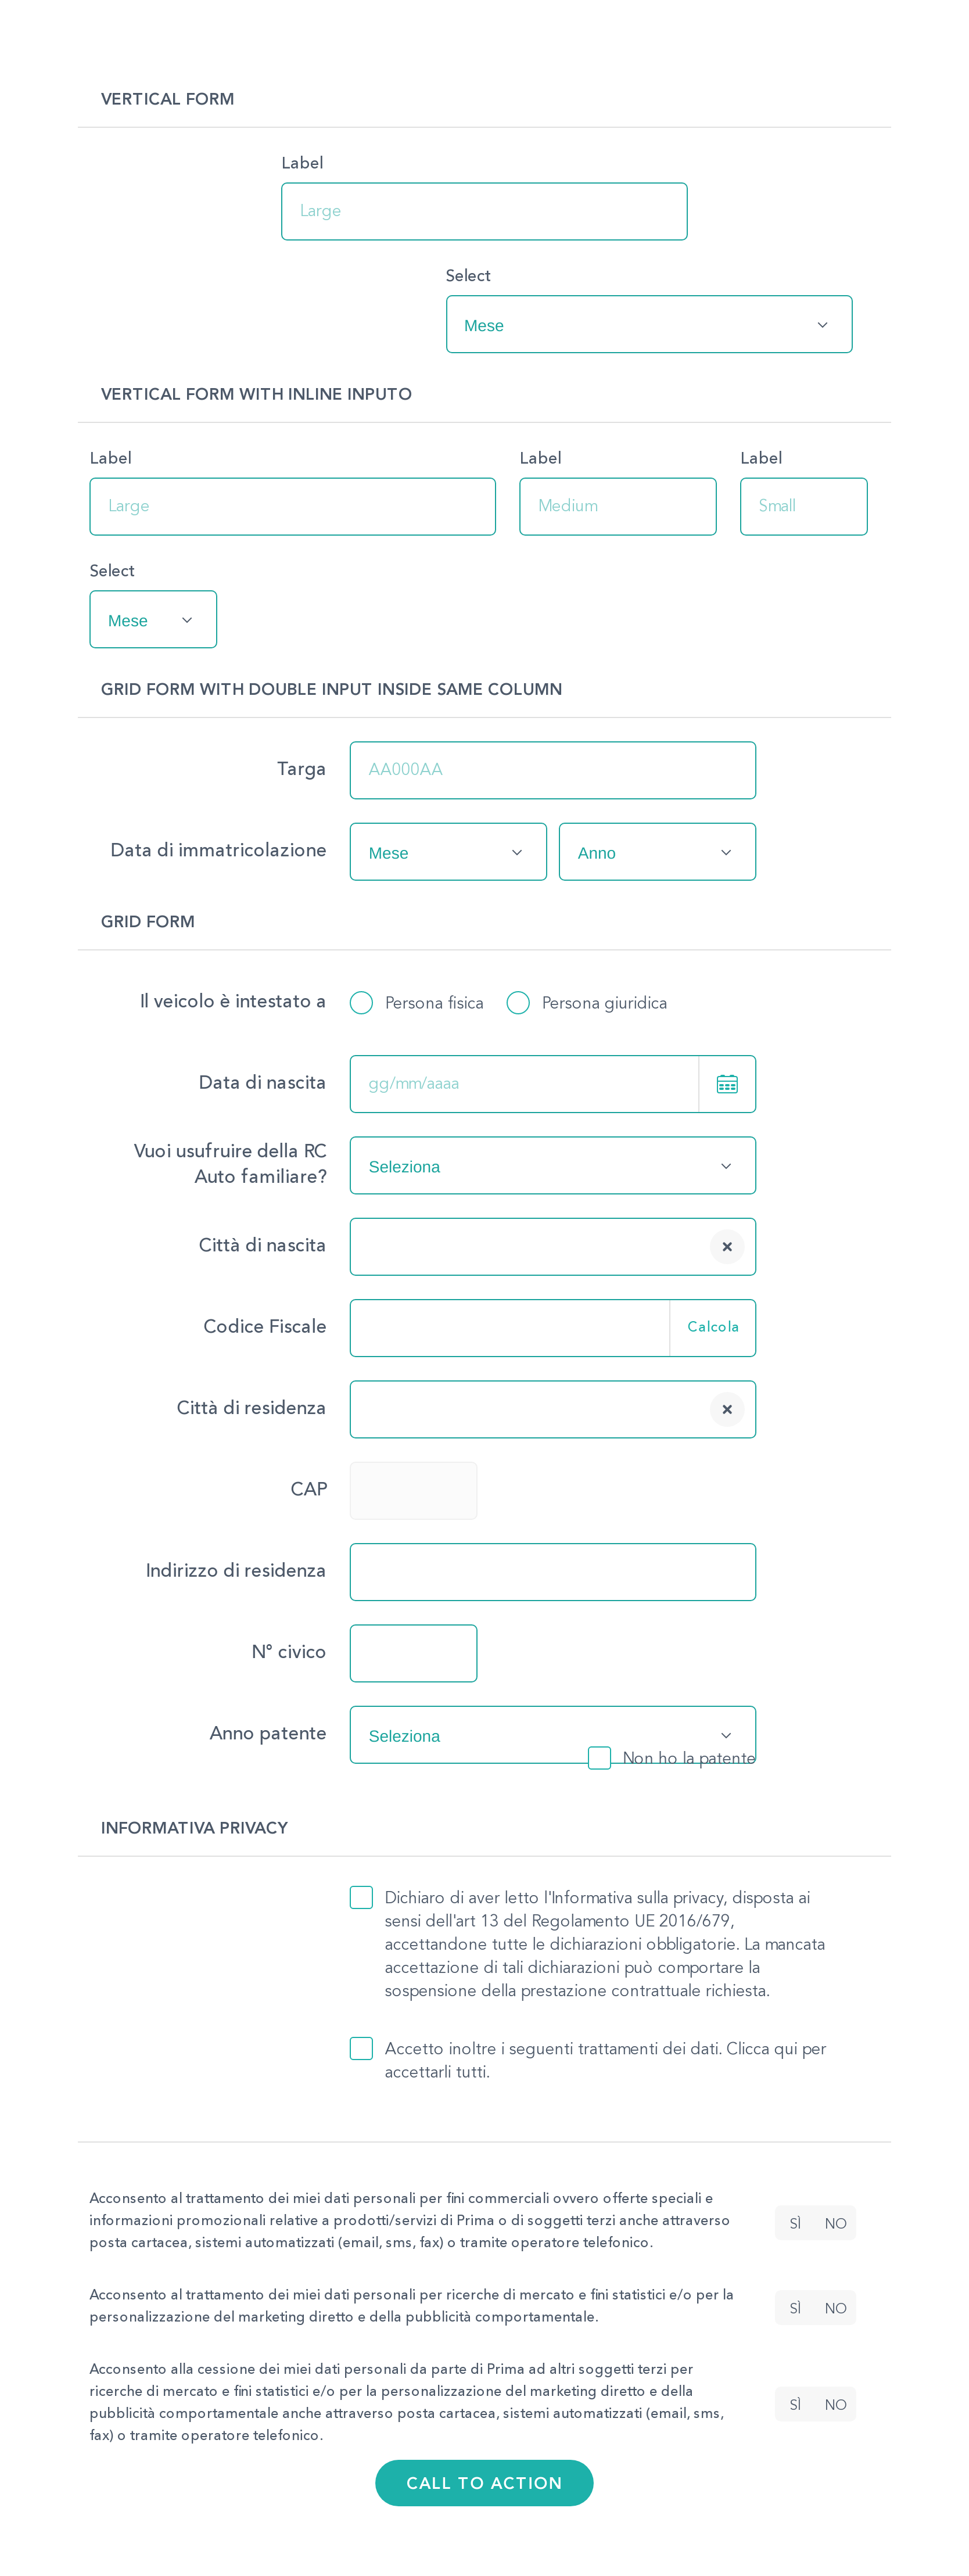 VERTICAL FORM
Label
Large
Select
Mese
VERTICAL FORM WITH INLINE INPUTO
Label Label Label
Large Medium Small
Select
Mese
GRID FORM WITH DOUBLE INPUT INSIDE SAME COLUMN
Targa AA000AA
Data di immatricolazione Mese Anno
GRID FORM
Il veicolo è intestato a Persona fisica Persona giuridica
Data di nascita gg/mm/aaaa
Vuoi usufruire della RC
Auto familiare? Seleziona
Città di nascita
Codice Fiscale Calcola
Città di residenza
CAP
Indirizzo di residenza
N° civico
Anno patente Seleziona
Non ho la patente
INFORMATIVA PRIVACY
Dichiaro di aver letto l'Informativa sulla privacy, disposta ai
sensi dell'art 13 del Regolamento UE 2016/679,
accettandone tutte le dichiarazioni obbligatorie. La mancata
accettazione di tali dichiarazioni può comportare la
sospensione della prestazione contrattuale richiesta.
Accetto inoltre i seguenti trattamenti dei dati. Clicca qui per
accettarli tutti.
Acconsento al trattamento dei miei dati personali per fini commerciali ovvero offerte speciali e
informazioni promozionali relative a prodotti/servizi di Prima o di soggetti terzi anche attraverso
posta cartacea, sistemi automatizzati (email, sms, fax) o tramite operatore telefonico.
SÌ NO
Acconsento al trattamento dei miei dati personali per ricerche di mercato e fini statistici e/o per la
personalizzazione del marketing diretto e della pubblicità comportamentale.
SÌ NO
Acconsento alla cessione dei miei dati personali da parte di Prima ad altri soggetti terzi per
ricerche di mercato e fini statistici e/o per la personalizzazione del marketing diretto e della
pubblicità comportamentale anche attraverso posta cartacea, sistemi automatizzati (email, sms,
fax) o tramite operatore telefonico.
SÌ NO
CALL TO ACTION